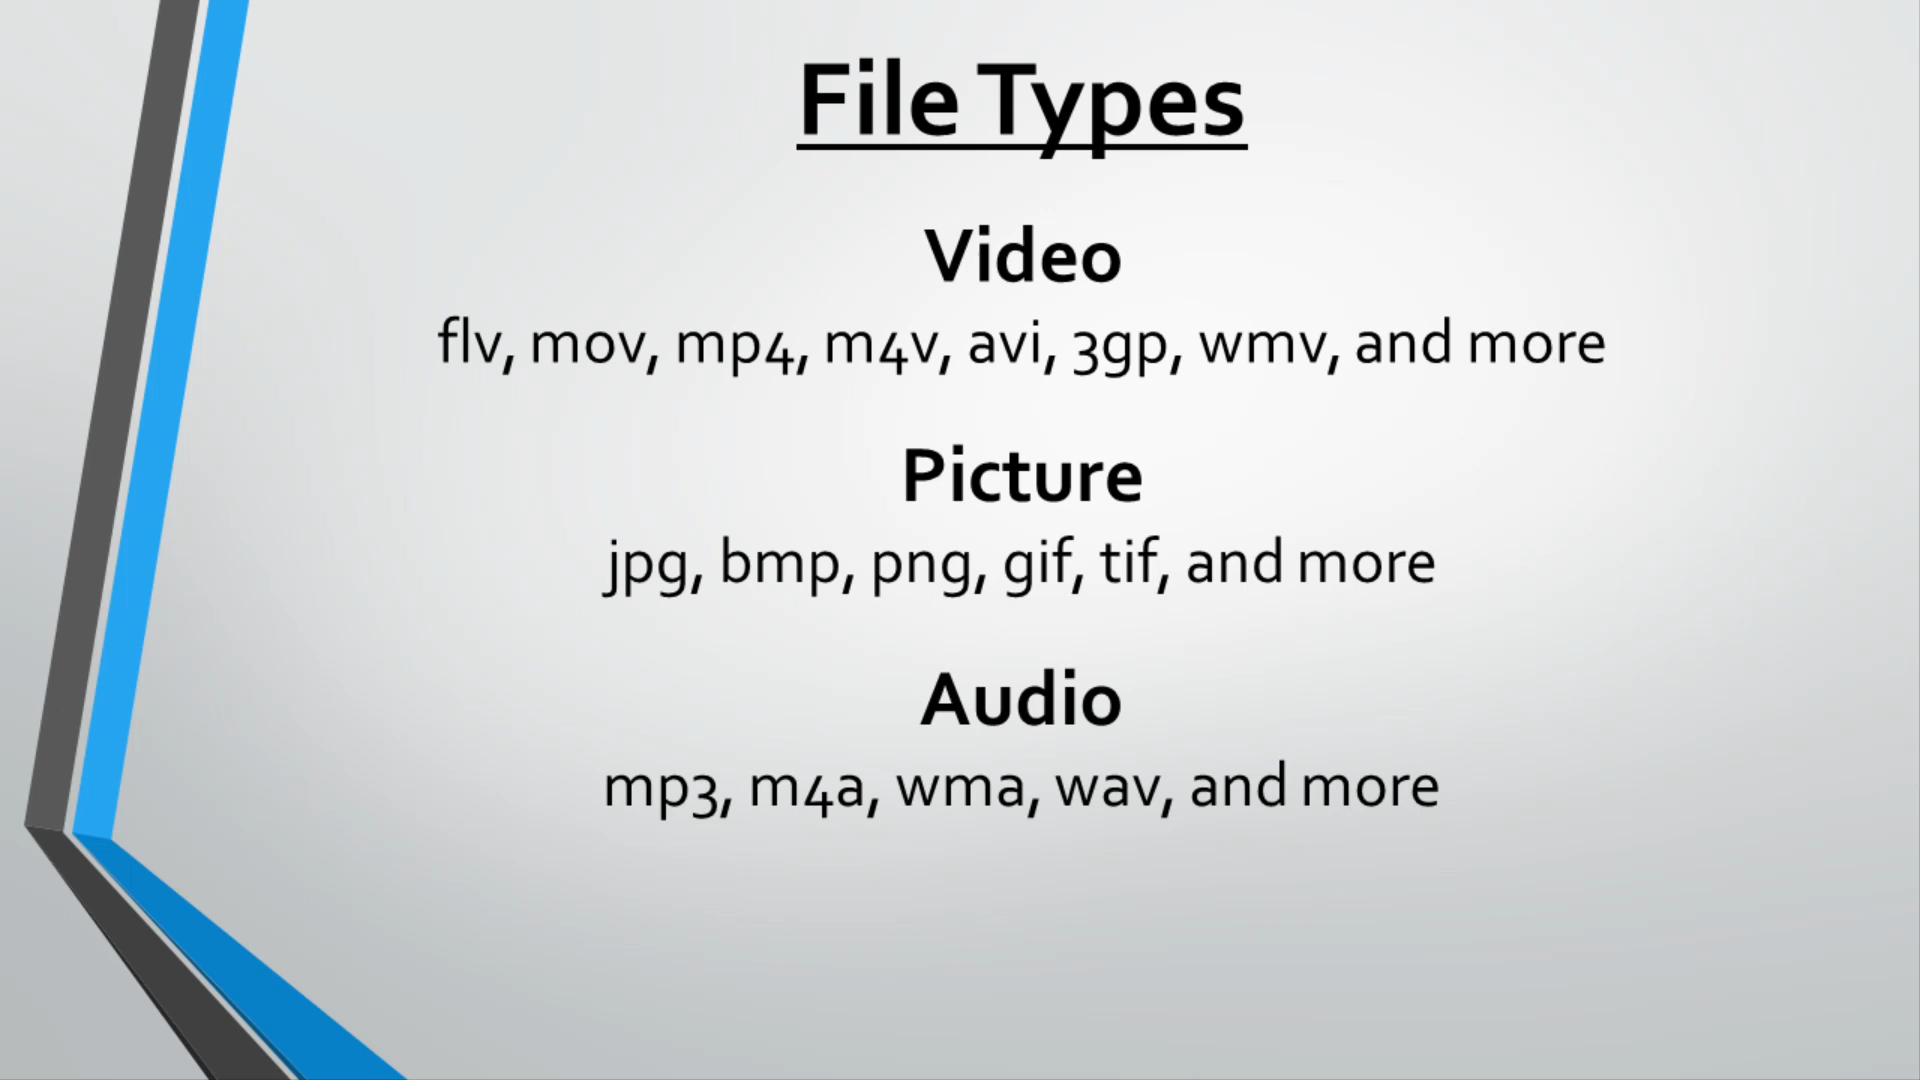 File Types
Video
flv, mov, mp4, m4v, avi, 3gp, wmv, and more
Picture
jpg, bmp, png, gif, tif, and more
Audio
mp3, m4a, wma, wav, and more